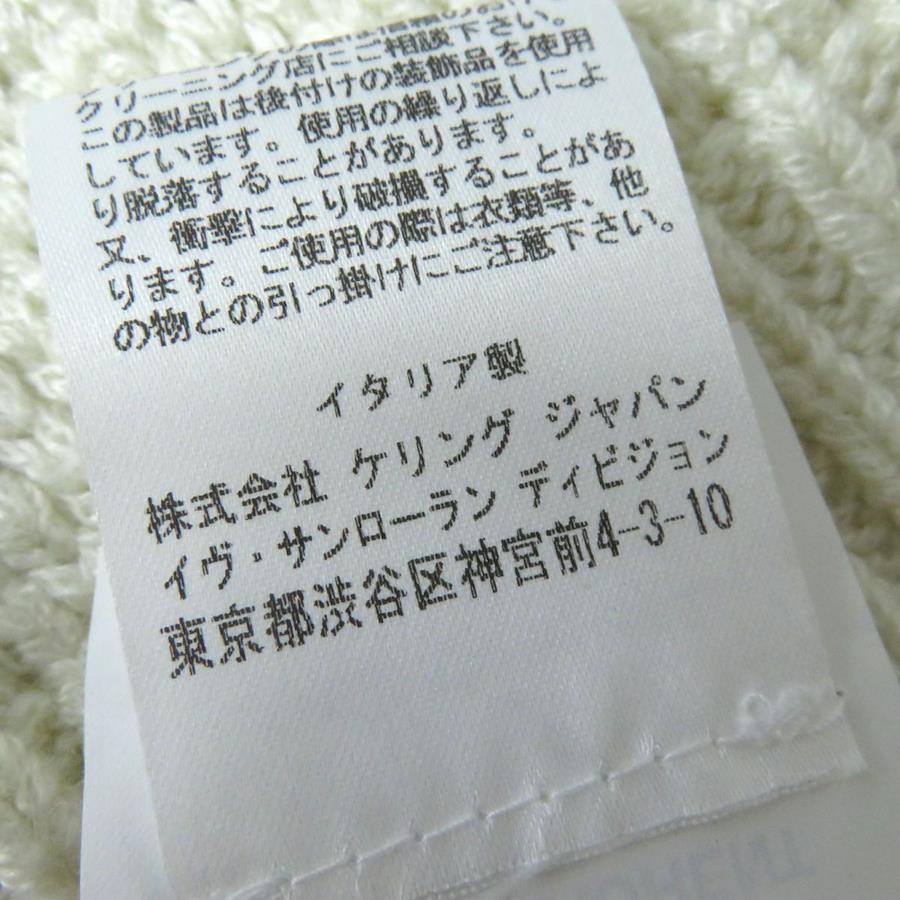 クリーニング店にご相談下さい。
この製品は後付けの装飾品を使用
しています。使用の繰り返しによ
り脱落することがあります。
又、衝撃により破損することがあ
ります。ご使用の際は衣類等、他
の物との引っ掛けにご注意下さい。
イタリア製
株式会社 ケリング ジャパン
イヴ・サンローラン ディビジョン
東京都渋谷区神宮前4-3-10